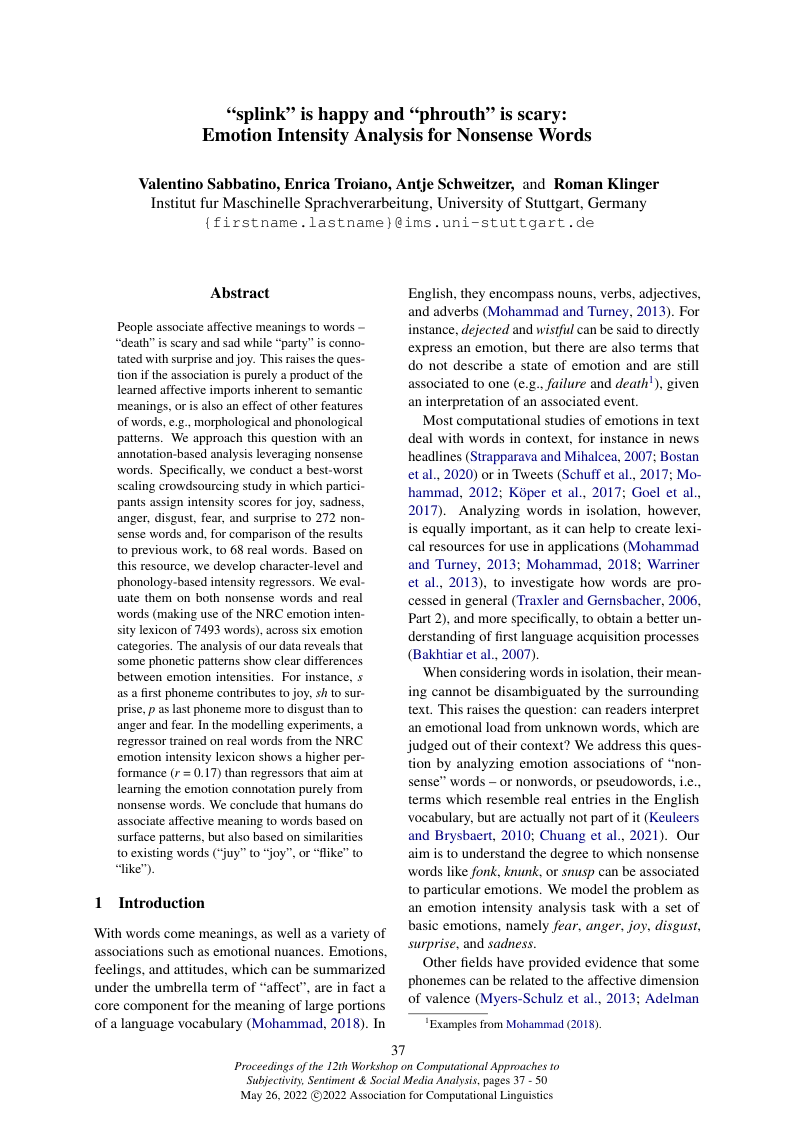 “splink” is happy and “phrouth” is scary:
Emotion Intensity Analysis for Nonsense Words
Valentino Sabbatino, Enrica Troiano, Antje Schweitzer, and Roman Klinger
Institut fur Maschinelle Sprachverarbeitung, University of Stuttgart, Germany
{firstname.lastname}@ims.uni-stuttgart.de
Abstract
People associate affective meanings to words –
“death” is scary and sad while “party” is conno-
tated with surprise and joy. This raises the ques-
tion if the association is purely a product of the
learned affective imports inherent to semantic
meanings, or is also an effect of other features
of words, e.g., morphological and phonological
patterns. We approach this question with an
annotation-based analysis leveraging nonsense
words. Specifically, we conduct a best-worst
scaling crowdsourcing study in which partici-
pants assign intensity scores for joy, sadness,
anger, disgust, fear, and surprise to 272 non-
sense words and, for comparison of the results
to previous work, to 68 real words. Based on
this resource, we develop character-level and
phonology-based intensity regressors. We eval-
uate them on both nonsense words and real
words (making use of the NRC emotion inten-
sity lexicon of 7493 words), across six emotion
categories. The analysis of our data reveals that
some phonetic patterns show clear differences
between emotion intensities. For instance, s
as a first phoneme contributes to joy, sh to sur-
prise, p as last phoneme more to disgust than to
anger and fear. In the modelling experiments, a
regressor trained on real words from the NRC
emotion intensity lexicon shows a higher per-
formance (r = 0.17) than regressors that aim at
learning the emotion connotation purely from
nonsense words. We conclude that humans do
associate affective meaning to words based on
surface patterns, but also based on similarities
to existing words (“juy” to “joy”, or “flike” to
“like”).
1 Introduction
With words come meanings, as well as a variety of
associations such as emotional nuances. Emotions,
feelings, and attitudes, which can be summarized
under the umbrella term of “affect”, are in fact a
core component for the meaning of large portions
of a language vocabulary (Mohammad, 2018). In
English, they encompass nouns, verbs, adjectives,
and adverbs (Mohammad and Turney, 2013). For
instance, dejected and wistful can be said to directly
express an emotion, but there are also terms that
do not describe a state of emotion and are still
associated to one (e.g., failure and death1), given
an interpretation of an associated event.
Most computational studies of emotions in text
deal with words in context, for instance in news
headlines (Strapparava and Mihalcea, 2007; Bostan
et al., 2020) or in Tweets (Schuff et al., 2017; Mo-
hammad, 2012; Köper et al., 2017; Goel et al.,
2017). Analyzing words in isolation, however,
is equally important, as it can help to create lexi-
cal resources for use in applications (Mohammad
and Turney, 2013; Mohammad, 2018; Warriner
et al., 2013), to investigate how words are pro-
cessed in general (Traxler and Gernsbacher, 2006,
Part 2), and more specifically, to obtain a better un-
derstanding of first language acquisition processes
(Bakhtiar et al., 2007).
When considering words in isolation, their mean-
ing cannot be disambiguated by the surrounding
text. This raises the question: can readers interpret
an emotional load from unknown words, which are
judged out of their context? We address this ques-
tion by analyzing emotion associations of “non-
sense” words – or nonwords, or pseudowords, i.e.,
terms which resemble real entries in the English
vocabulary, but are actually not part of it (Keuleers
and Brysbaert, 2010; Chuang et al., 2021). Our
aim is to understand the degree to which nonsense
words like fonk, knunk, or snusp can be associated
to particular emotions. We model the problem as
an emotion intensity analysis task with a set of
basic emotions, namely fear, anger, joy, disgust,
surprise, and sadness.
Other fields have provided evidence that some
phonemes can be related to the affective dimension
of valence (Myers-Schulz et al., 2013; Adelman
1Examples from Mohammad (2018).
37
Proceedings of the 12th Workshop on Computational Approaches to
Subjectivity, Sentiment & Social Media Analysis, pages 37 - 50
May 26, 2022 ©2022 Association for Computational Linguistics